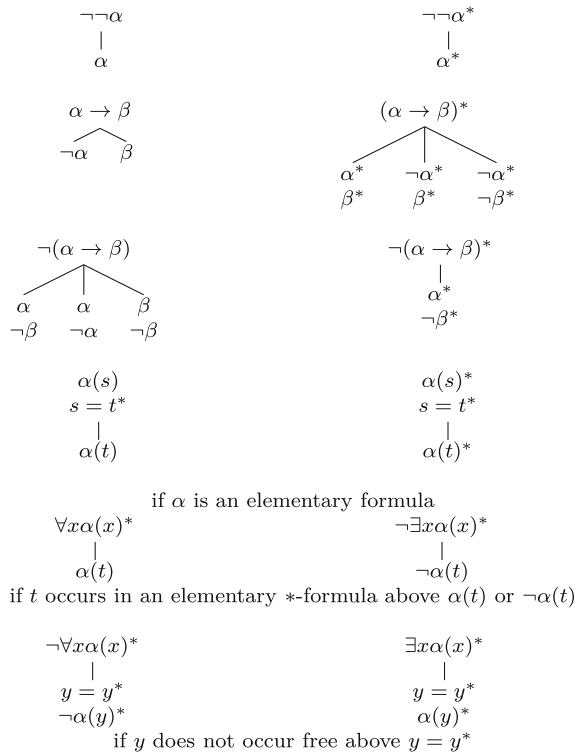 ¬¬α ¬¬α*
α α*
α → β (α → β)*
¬α β α* ¬α* ¬α*
β* β* ¬β*
¬(α → β) ¬(α → β)*
α α β α*
¬β ¬α ¬β ¬β*
α(s) α(s)*
s = t* s = t*
α(t) α(t)*
if α is an elementary formula
∀xα(x)* ¬∃xα(x)*
α(t) ¬α(t)
if t occurs in an elementary ∗-formula above α(t) or ¬α(t)
¬∀xα(x)* ∃xα(x)*
y = y* y = y*
¬α(y)* α(y)*
if y does not occur free above y = y*